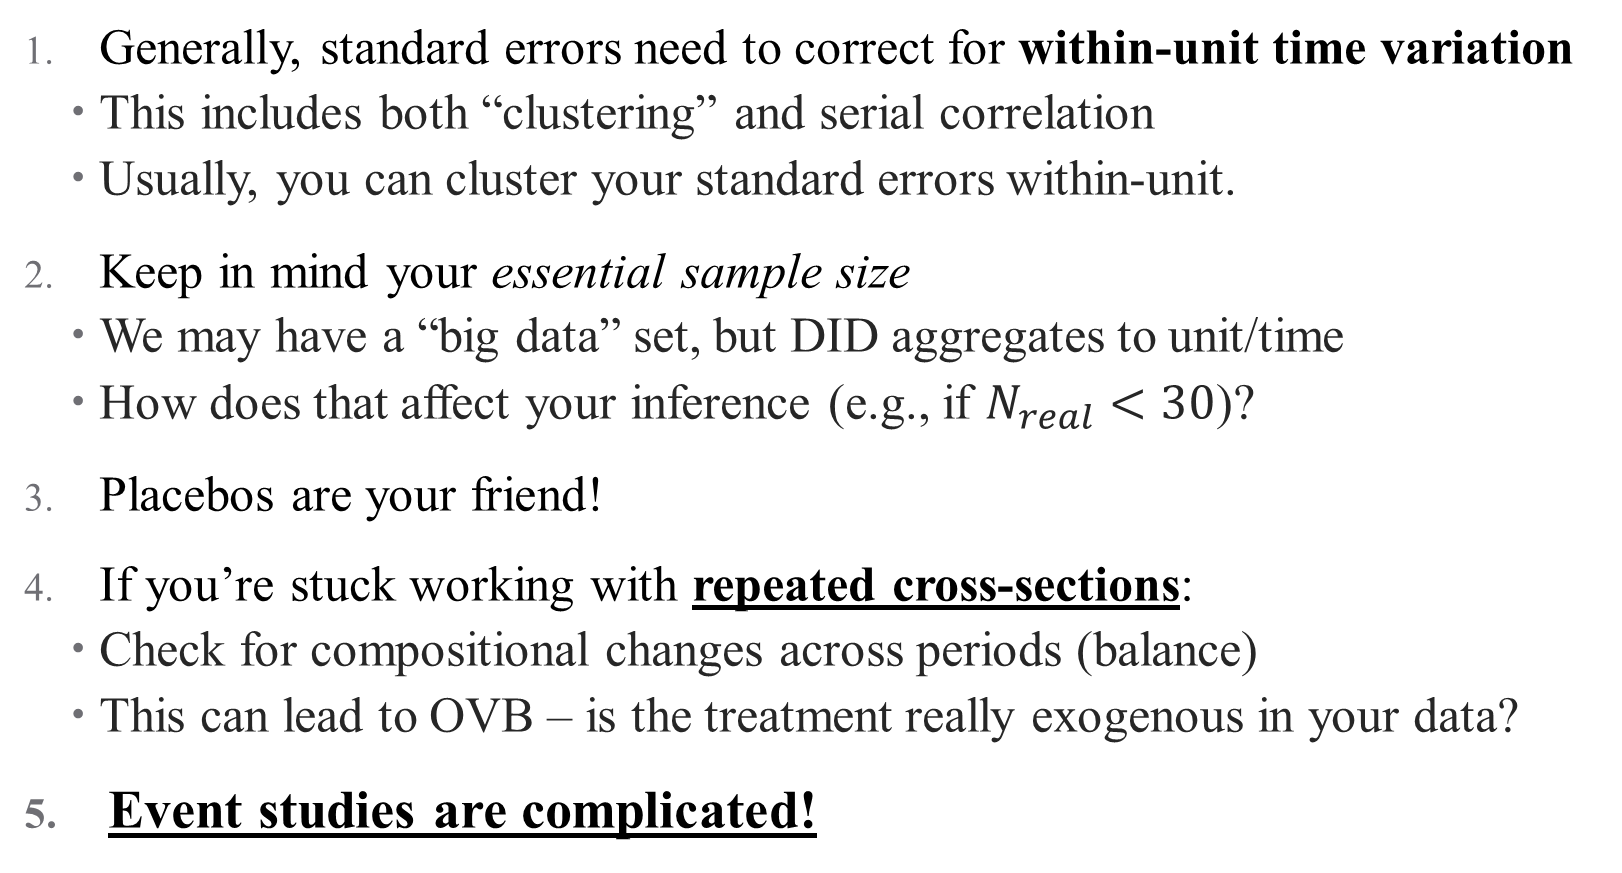 1. Generally, standard errors need to correct for within-unit time variation
• This includes both “clustering” and serial correlation
• Usually, you can cluster your standard errors within-unit.
2. Keep in mind your essential sample size
• We may have a “big data” set, but DID aggregates to unit/time
• How does that affect your inference (e.g., if N_real < 30)?
3. Placebos are your friend!
4. If you’re stuck working with repeated cross-sections:
• Check for compositional changes across periods (balance)
• This can lead to OVB – is the treatment really exogenous in your data?
5. Event studies are complicated!